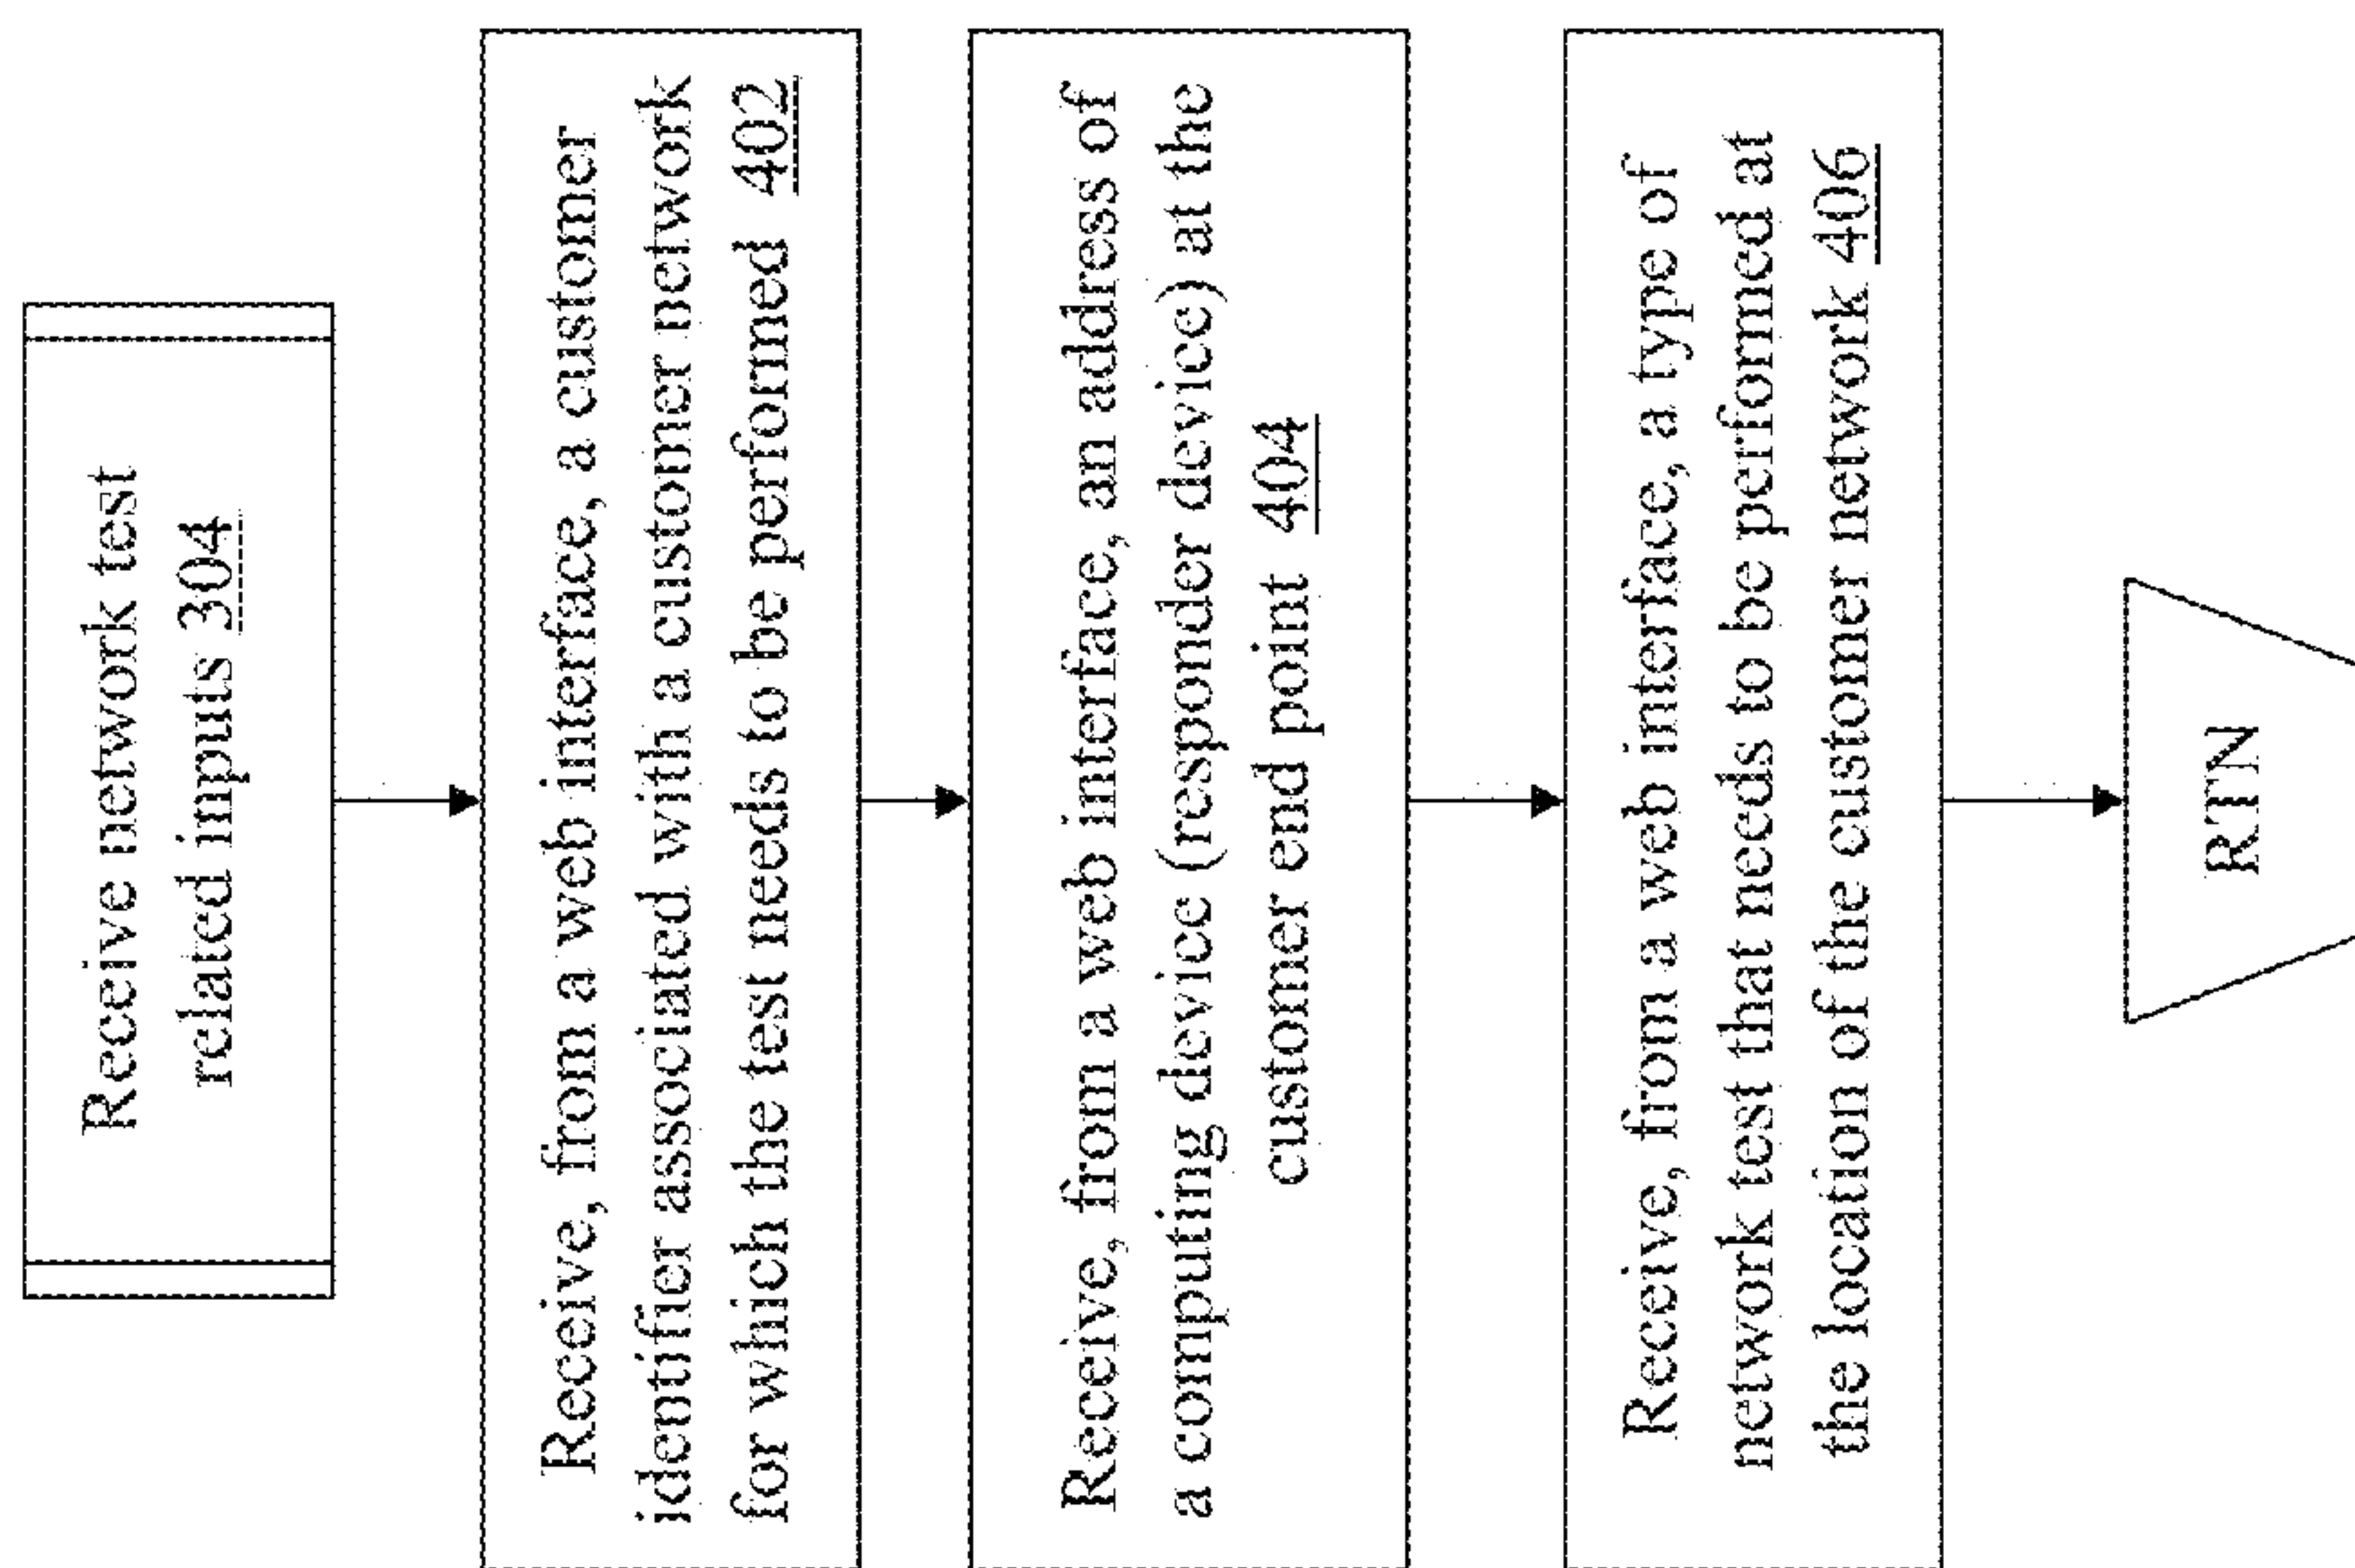 Receive network test
related inputs 304
Receive, from a web interface, a customer
identifier associated with a customer network
for which the test needs to be performed 402
Receive, from a web interface, an address of
a computing device (responder device) at the
customer end point 404
Receive, from a web interface, a type of
network test that needs to be performed at
the location of the customer network 406
RTN